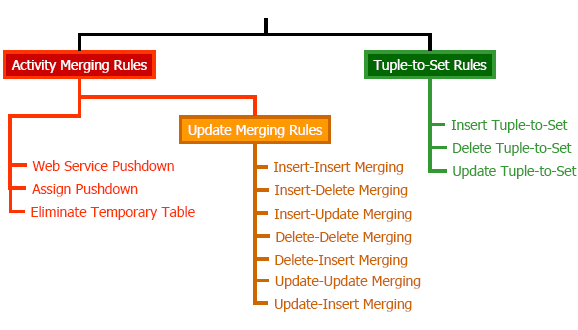 Activity Merging Rules
Tuple-to-Set Rules
Update Merging Rules
Web Service Pushdown
Assign Pushdown
Eliminate Temporary Table
Insert-Insert Merging
Insert-Delete Merging
Insert-Update Merging
Delete-Delete Merging
Delete-Insert Merging
Update-Update Merging
Update-Insert Merging
Insert Tuple-to-Set
Delete Tuple-to-Set
Update Tuple-to-Set